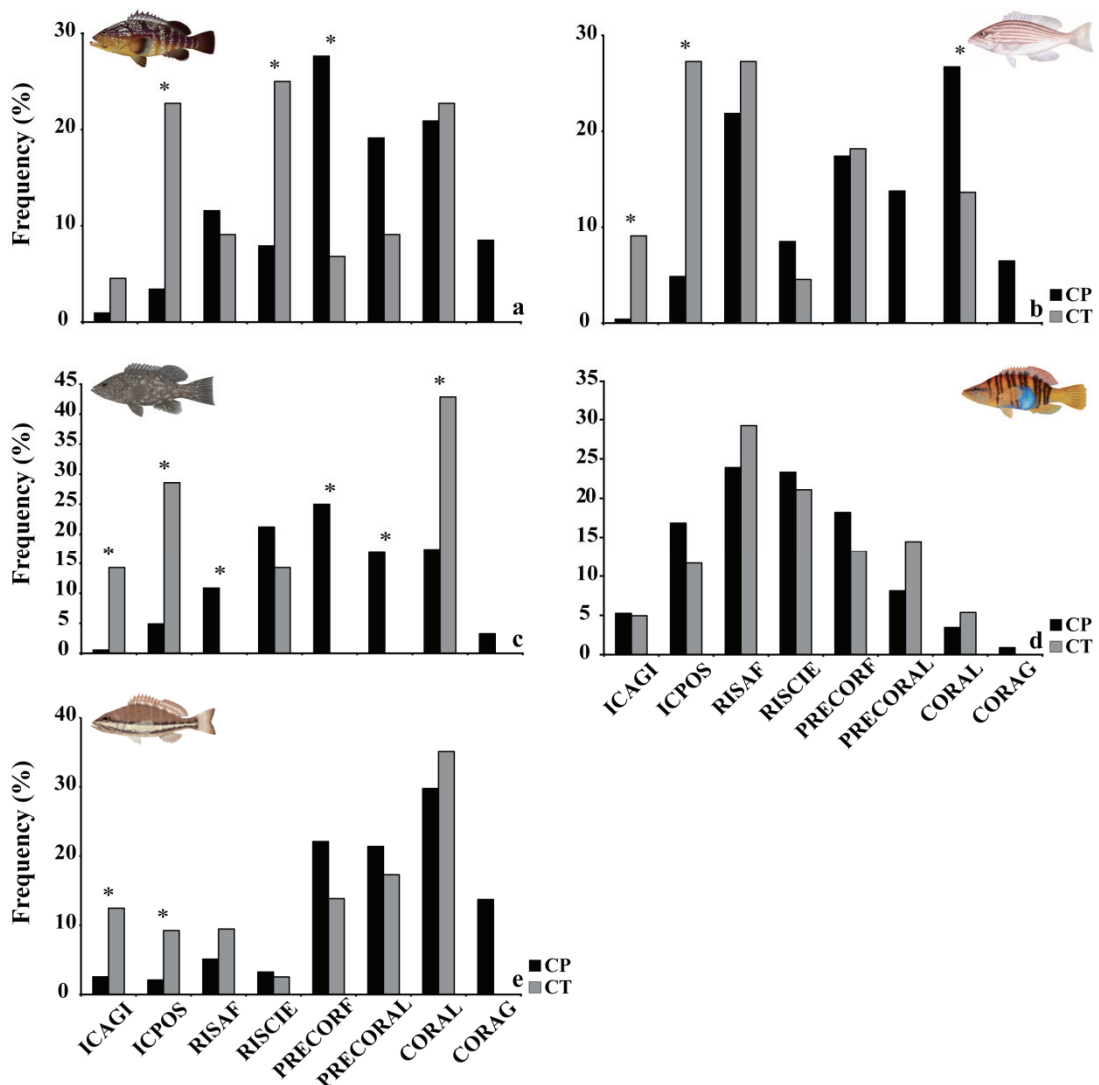 30
20
10
0
Frequency (%)
*
*
*
a
30
20
10
0
*
*
*
b
CP
CT
45
40
35
30
25
20
15
10
5
0
Frequency (%)
*
*
*
*
*
*
c
35
30
25
20
15
10
5
0
d
CP
CT
ICAGI
ICPOS
RISAF
RISCIE
PRECORF
PRECORAL
CORAL
CORAG
40
30
20
10
0
Frequency (%)
*
*
e
CP
CT
ICAGI
ICPOS
RISAF
RISCIE
PRECORF
PRECORAL
CORAL
CORAG